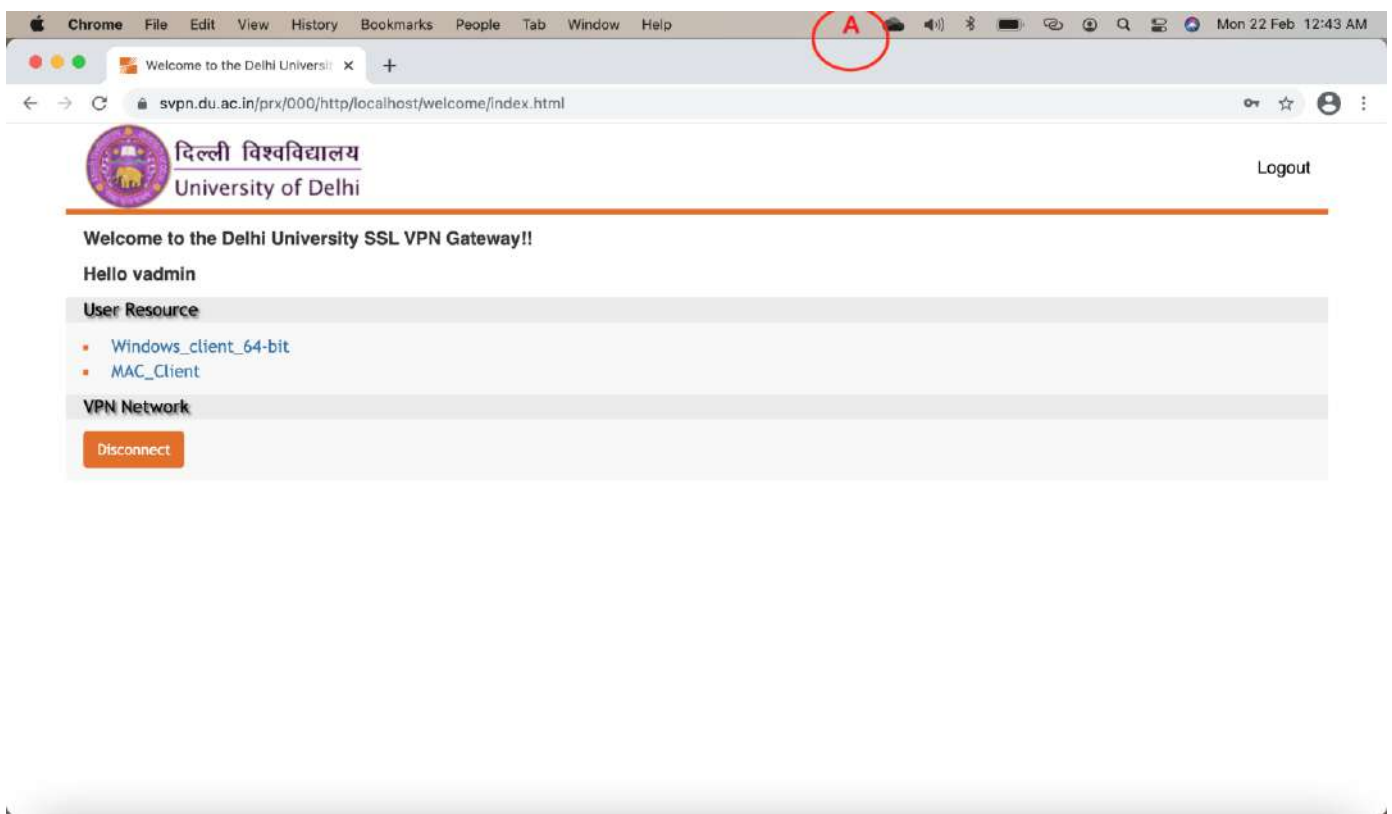 Chrome File Edit View History Bookmarks People Tab Window Help A Mon 22 Feb 12:43 AM
Welcome to the Delhi Universit
svpn.du.ac.in/prx/000/http/localhost/welcome/index.html
दिल्ली विश्वविद्यालय
University of Delhi
Logout
Welcome to the Delhi University SSL VPN Gateway!!
Hello vadmin
User Resource
Windows_client_64-bit
MAC_Client
VPN Network
Disconnect